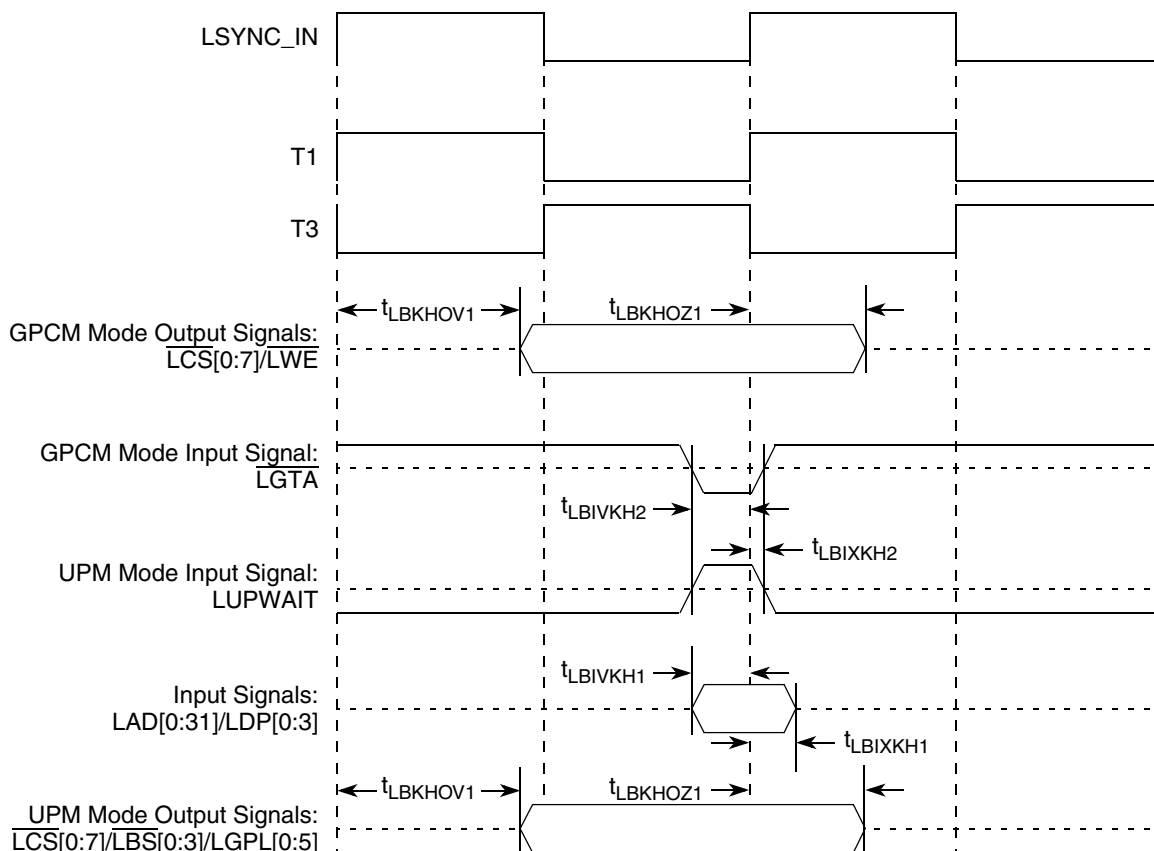 LSYNC_IN
T1
T3
tLBKHOV1
tLBKHOZ1
GPCM Mode Output Signals:
LCS[0:7]/LWE
GPCM Mode Input Signal:
LGTA
tLBIVKH2
tLBIXKH2
UPM Mode Input Signal:
LUPWAIT
tLBIVKH1
Input Signals:
LAD[0:31]/LDP[0:3]
tLBIXKH1
tLBKHOV1
tLBKHOZ1
UPM Mode Output Signals:
LCS[0:7]/LBS[0:3]/LGPL[0:5]